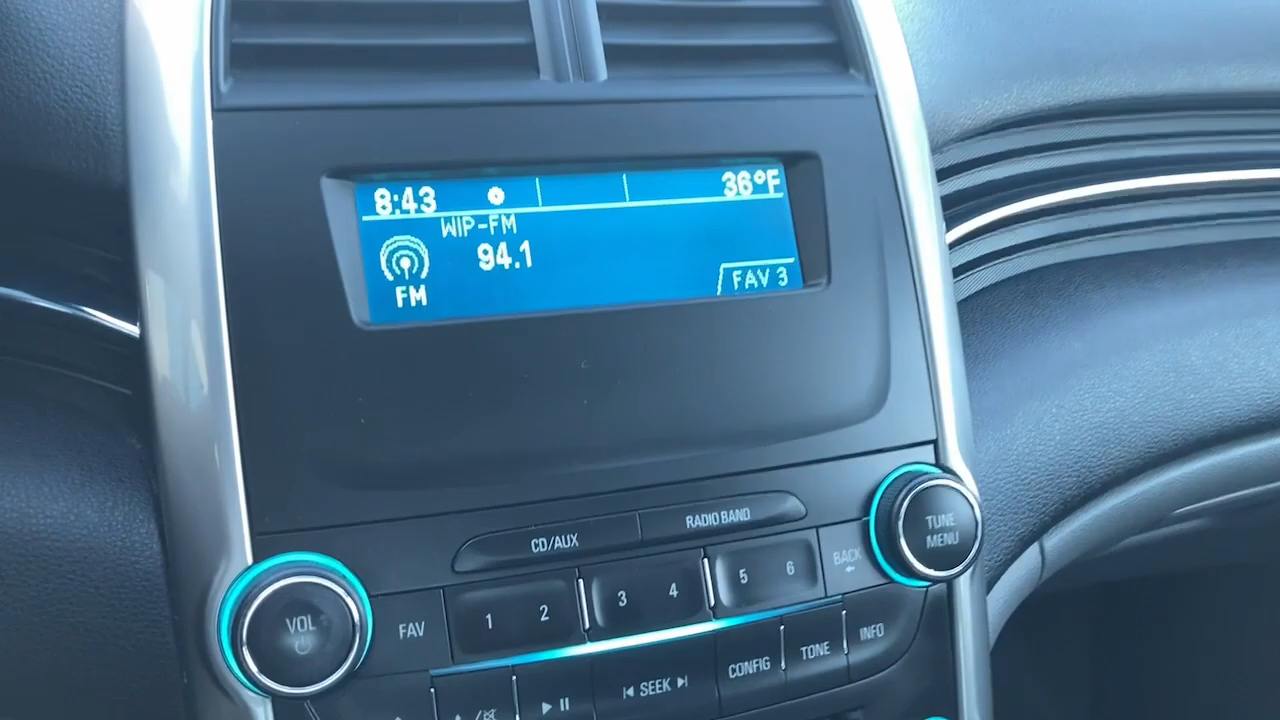 8:43 36°F
WIP-FM
94.1
FM
FAV 3
CD/AUX RADIO BAND
TUNE
MENU
VOL
FAV 1 2 3 4 5 6 BACK
SEEK CONFIG TONE INFO